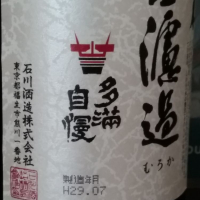 濾過
むろか
多満
自慢
石川酒造株式会社
東京都福生市熊川一番地
製造年月
H29.07